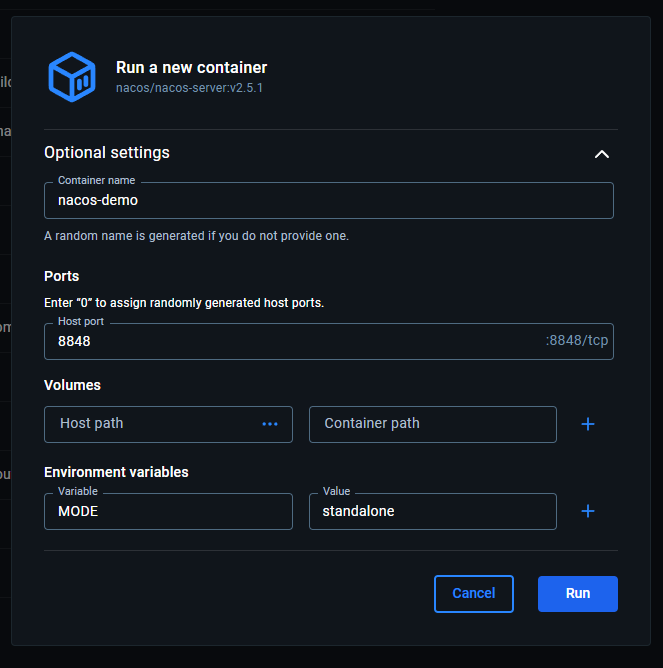 Run a new container
nacos/nacos-server:v2.5.1
Optional settings
Container name
nacos-demo
A random name is generated if you do not provide one.
Ports
Enter “0” to assign randomly generated host ports.
Host port
8848 :8848/tcp
Volumes
Host path ••• Container path +
Environment variables
Variable Value
MODE standalone +
Cancel Run